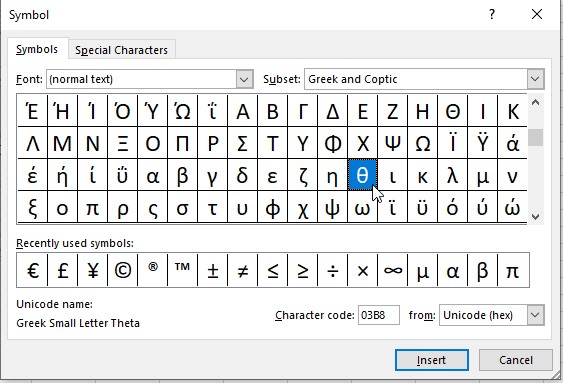 Symbol
Symbols Special Characters
Font: (normal text) Subset: Greek and Coptic
Έ Ή Ί Ό Ύ Ώ ΐ Α Β Γ Δ Ε Ζ Η Θ Ι Κ
Λ Μ Ν Ξ Ο Π Ρ Σ Τ Υ Φ Χ Ψ Ω Ϊ Ϋ ά
έ ή ί ΰ α β γ δ ε ζ η θ ι κ λ μ ν
ξ ο π ρ ς σ τ υ φ χ ψ ω ϊ ϋ ό ύ ώ
Recently used symbols:
€ £ ¥ © ® ™ ± ≠ ≤ ≥ ÷ × ∞ µ α β π
Unicode name:
Greek Small Letter Theta
Character code: 03B8 from: Unicode (hex)
Insert Cancel